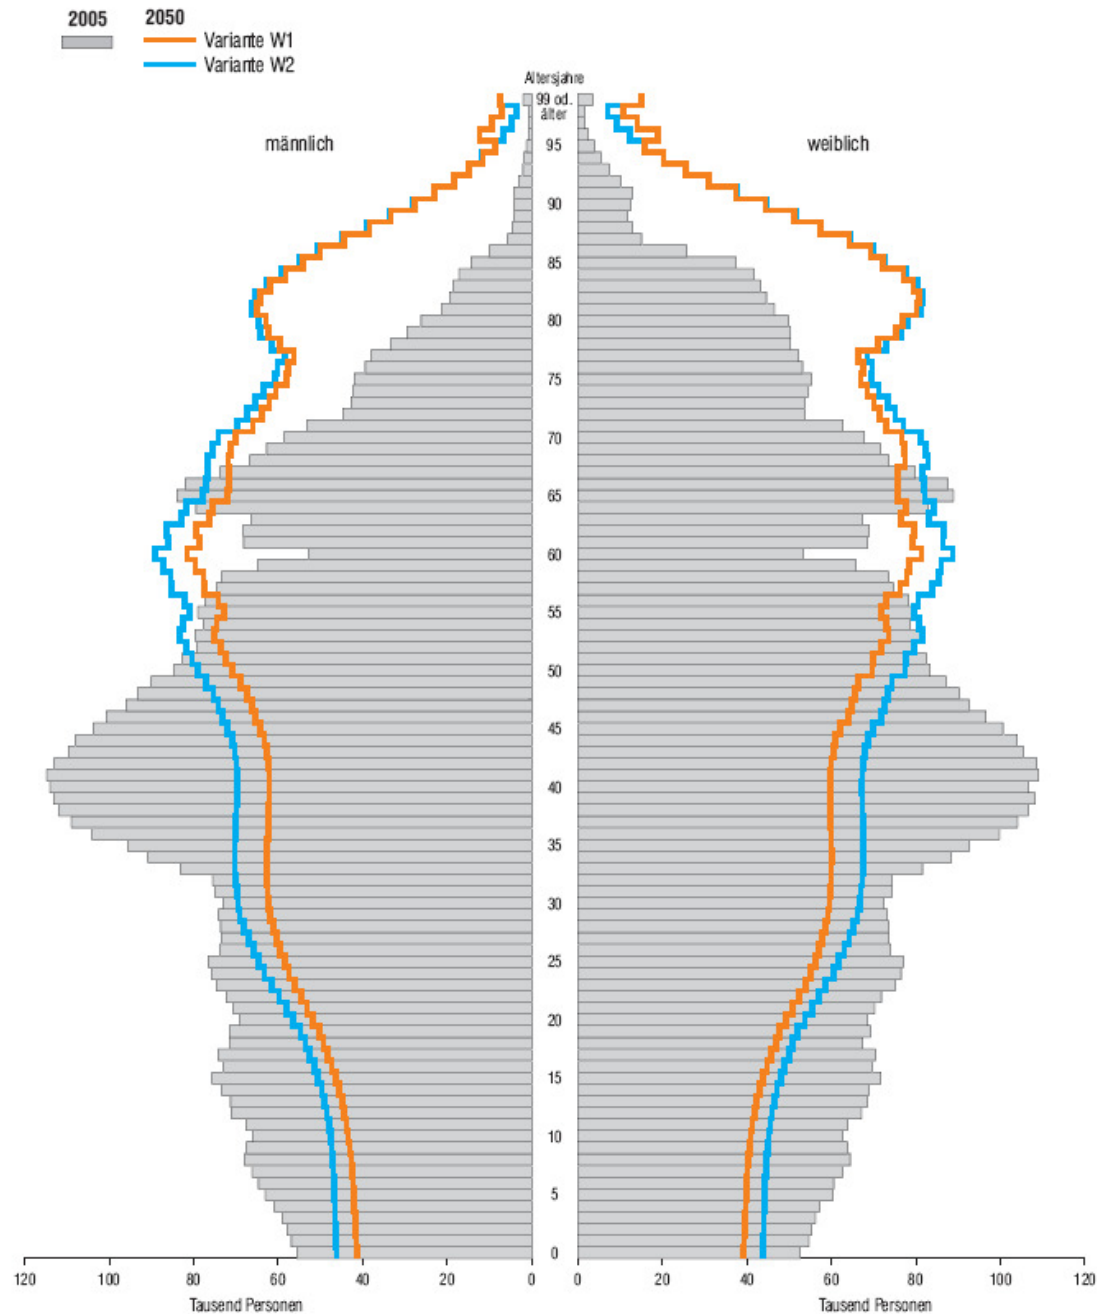 2005 2050
Variante W1
Variante W2
Altersjahre
99 od.
älter
männlich
weiblich
95
90
85
80
75
70
65
60
55
50
45
40
35
30
25
20
15
10
5
0
120 100 80 60 40 20 0 0 20 40 60 80 100 120
Tausend Personen Tausend Personen